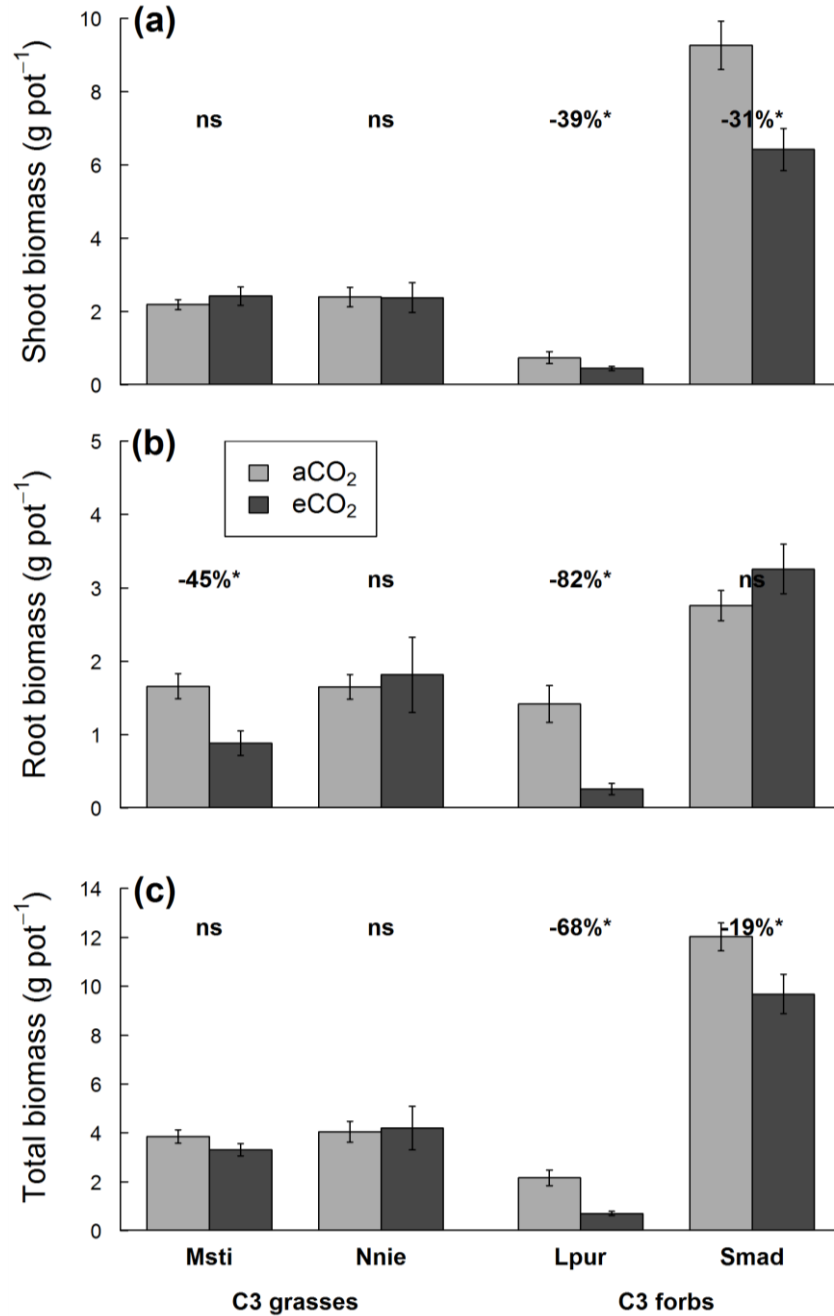 (a)
Shoot biomass (g pot⁻¹)
10
8
6
4
2
0
ns ns -39%* -31%*
(b)
Root biomass (g pot⁻¹)
5
4
3
2
1
0
aCO₂
eCO₂
-45%* ns -82%* ns
(c)
Total biomass (g pot⁻¹)
14
12
10
8
6
4
2
0
ns ns -68%* -19%*
Msti Nnie Lpur Smad
C3 grasses C3 forbs